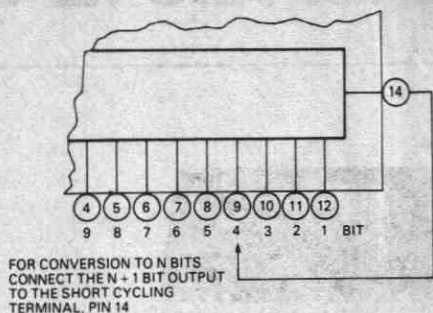 14
4 5 6 7 8 9 10 11 12
9 8 7 6 5 4 3 2 1 BIT
FOR CONVERSION TO N BITS
CONNECT THE N + 1 BIT OUTPUT
TO THE SHORT CYCLING
TERMINAL, PIN 14